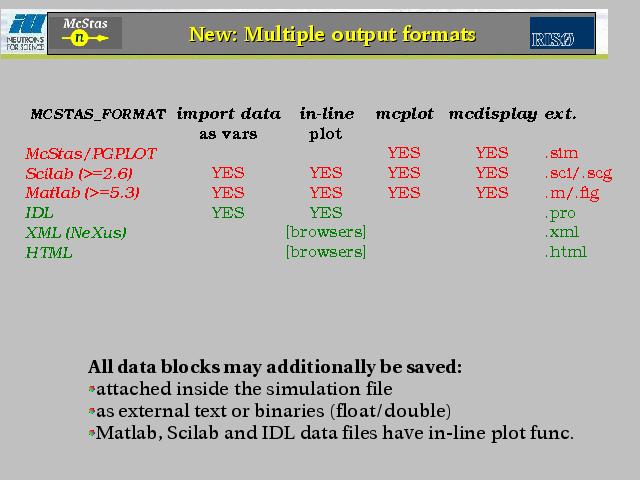 NEUTRONS
FOR SCIENCE
McStas
n
New: Multiple output formats
RISØ
MCSTAS_FORMAT import data in-line mcplot mcdisplay ext.
as vars plot
McStas/PGPLOT YES YES .sim
Scilab (>=2.6) YES YES YES YES .sci/.scg
Matlab (>=5.3) YES YES YES YES .m/.fig
IDL YES YES .pro
XML (NeXus) [browsers] .xml
HTML [browsers] .html
All data blocks may additionally be saved:
attached inside the simulation file
as external text or binaries (float/double)
Matlab, Scilab and IDL data files have in-line plot func.